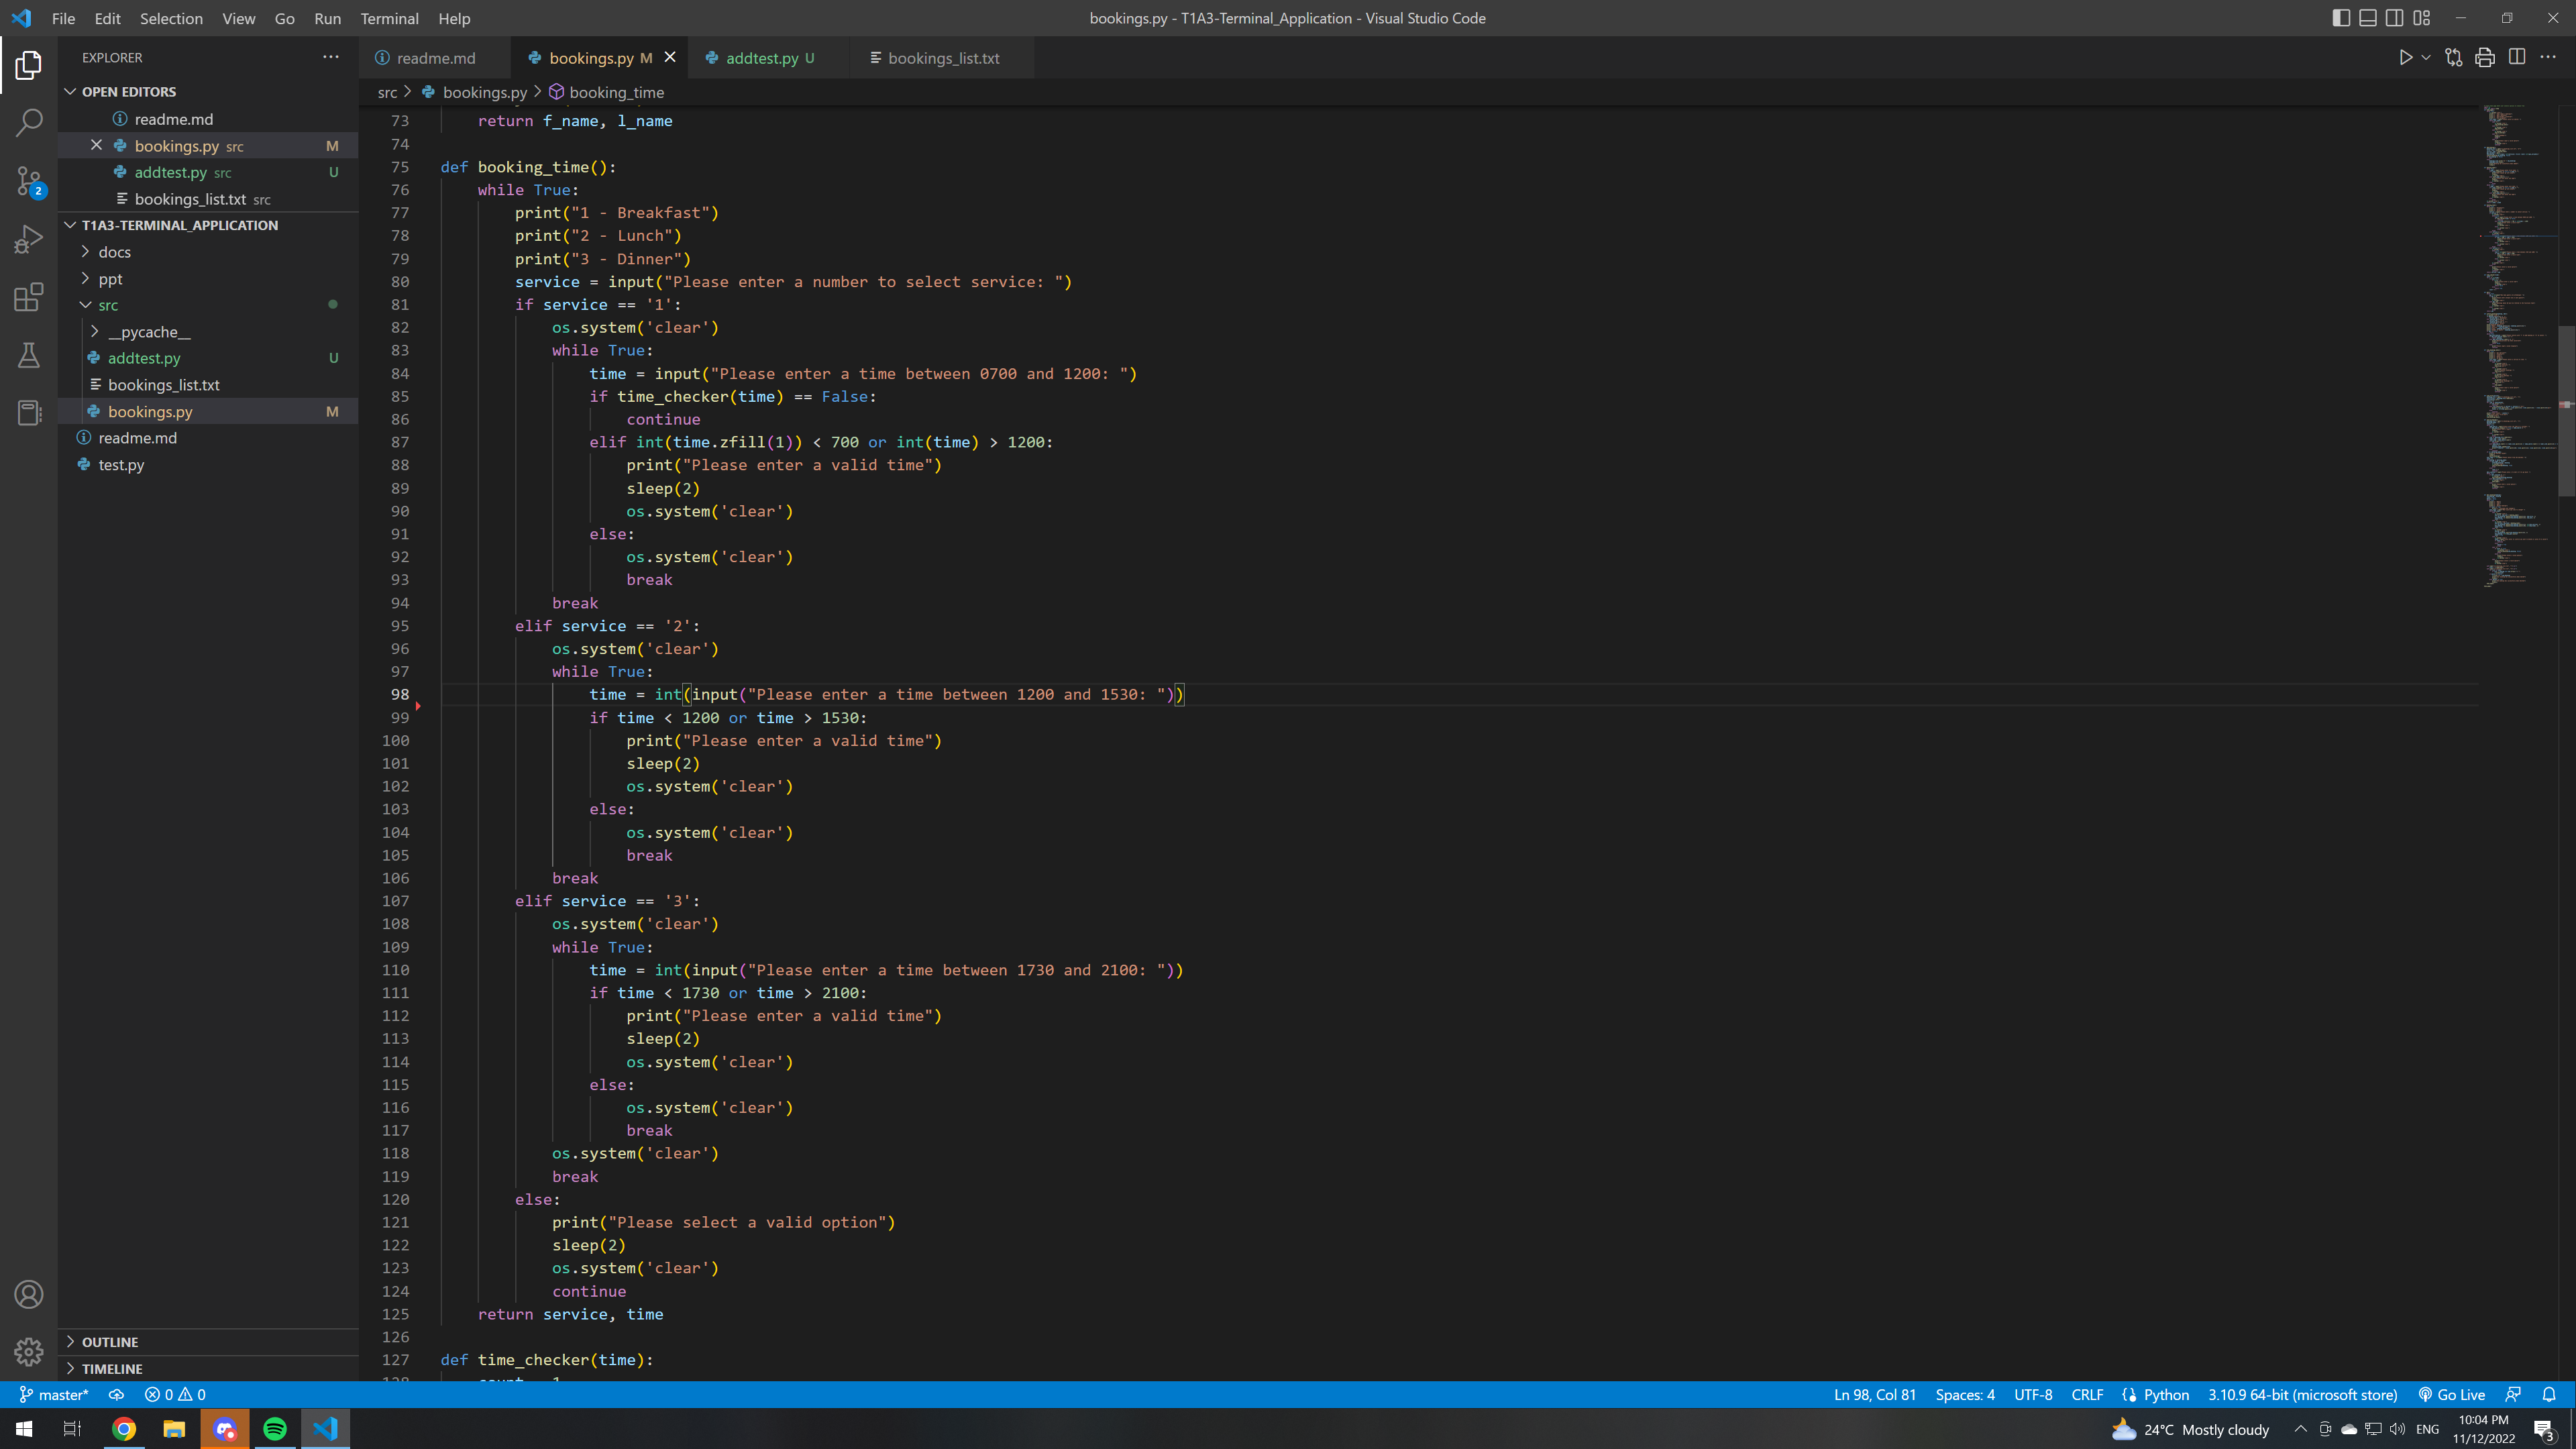 File Edit Selection View Go Run Terminal Help
bookings.py - T1A3-Terminal_Application - Visual Studio Code
EXPLORER
OPEN EDITORS
readme.md
bookings.py src M
addtest.py src U
bookings_list.txt src
T1A3-TERMINAL_APPLICATION
docs
ppt
src
__pycache__
addtest.py U
bookings_list.txt
bookings.py M
readme.md
test.py
OUTLINE
TIMELINE
2
readme.md bookings.py M addtest.py U bookings_list.txt
src > bookings.py > booking_time
73 return f_name, l_name
74
75 def booking_time():
76 while True:
77 print("1 - Breakfast")
78 print("2 - Lunch")
79 print("3 - Dinner")
80 service = input("Please enter a number to select service: ")
81 if service == '1':
82 os.system('clear')
83 while True:
84 time = input("Please enter a time between 0700 and 1200: ")
85 if time_checker(time) == False:
86 continue
87 elif int(time.zfill(1)) < 700 or int(time) > 1200:
88 print("Please enter a valid time")
89 sleep(2)
90 os.system('clear')
91 else:
92 os.system('clear')
93 break
94 break
95 elif service == '2':
96 os.system('clear')
97 while True:
98 time = int(input("Please enter a time between 1200 and 1530: "))
99 if time < 1200 or time > 1530:
100 print("Please enter a valid time")
101 sleep(2)
102 os.system('clear')
103 else:
104 os.system('clear')
105 break
106 break
107 elif service == '3':
108 os.system('clear')
109 while True:
110 time = int(input("Please enter a time between 1730 and 2100: "))
111 if time < 1730 or time > 2100:
112 print("Please enter a valid time")
113 sleep(2)
114 os.system('clear')
115 else:
116 os.system('clear')
117 break
118 os.system('clear')
119 break
120 else:
121 print("Please select a valid option")
122 sleep(2)
123 os.system('clear')
124 continue
125 return service, time
126
127 def time_checker(time):
master* 0 0
Ln 98, Col 81 Spaces: 4 UTF-8 CRLF Python 3.10.9 64-bit (microsoft store) Go Live
24°C Mostly cloudy ENG 10:04 PM
11/12/2022 3